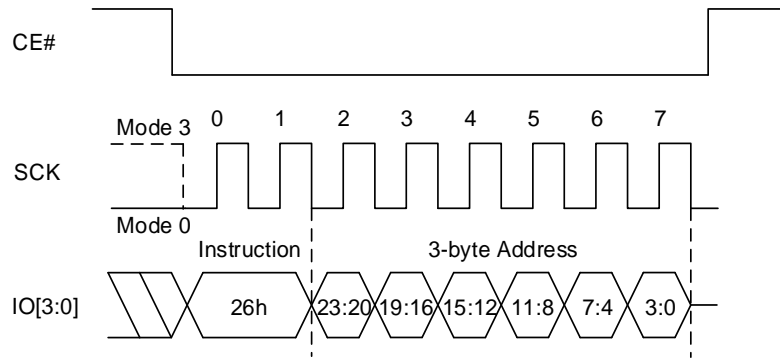 CE#
Mode 3
0 1 2 3 4 5 6 7
SCK
Mode 0
Instruction 3-byte Address
IO[3:0] 26h 23:20 19:16 15:12 11:8 7:4 3:0